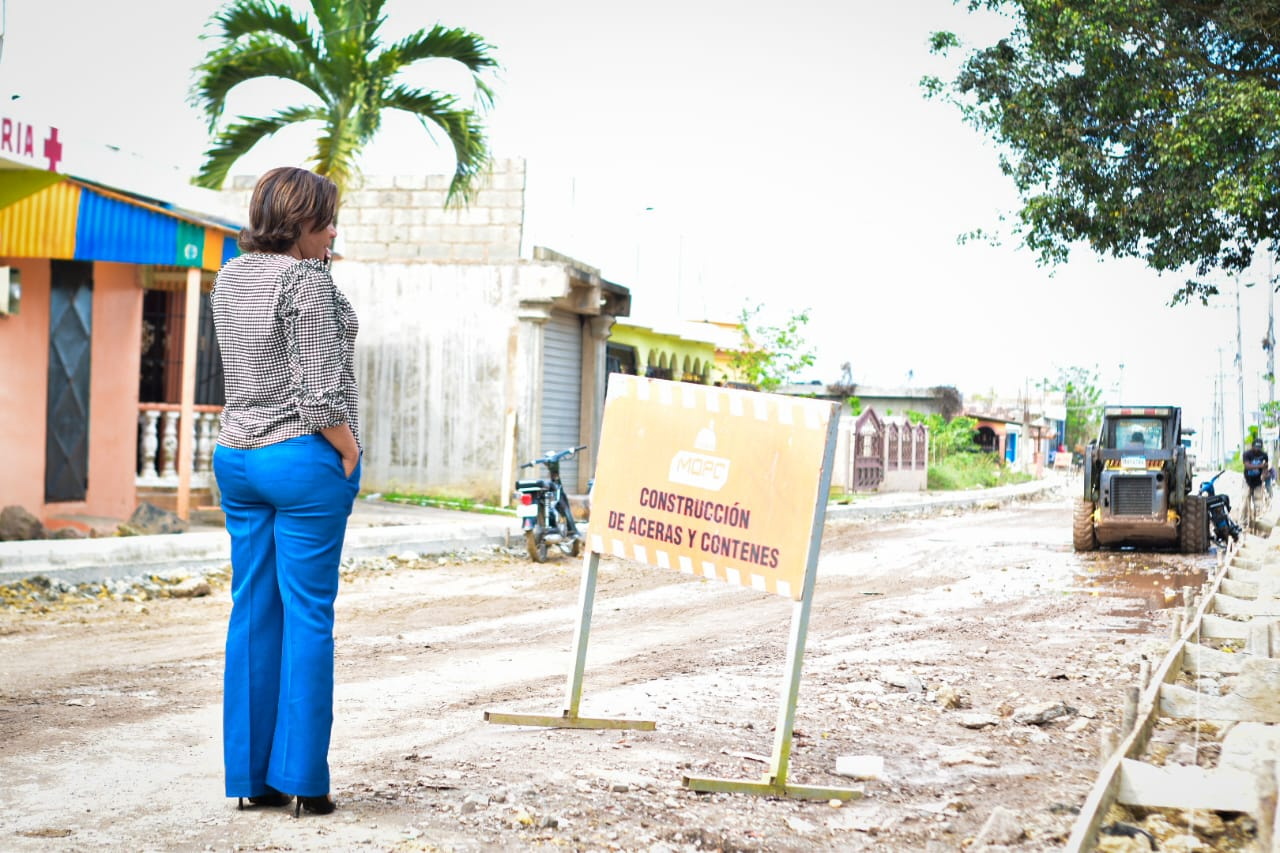 RIA
MOPC
CONSTRUCCIÓN
DE ACERAS Y CONTENES